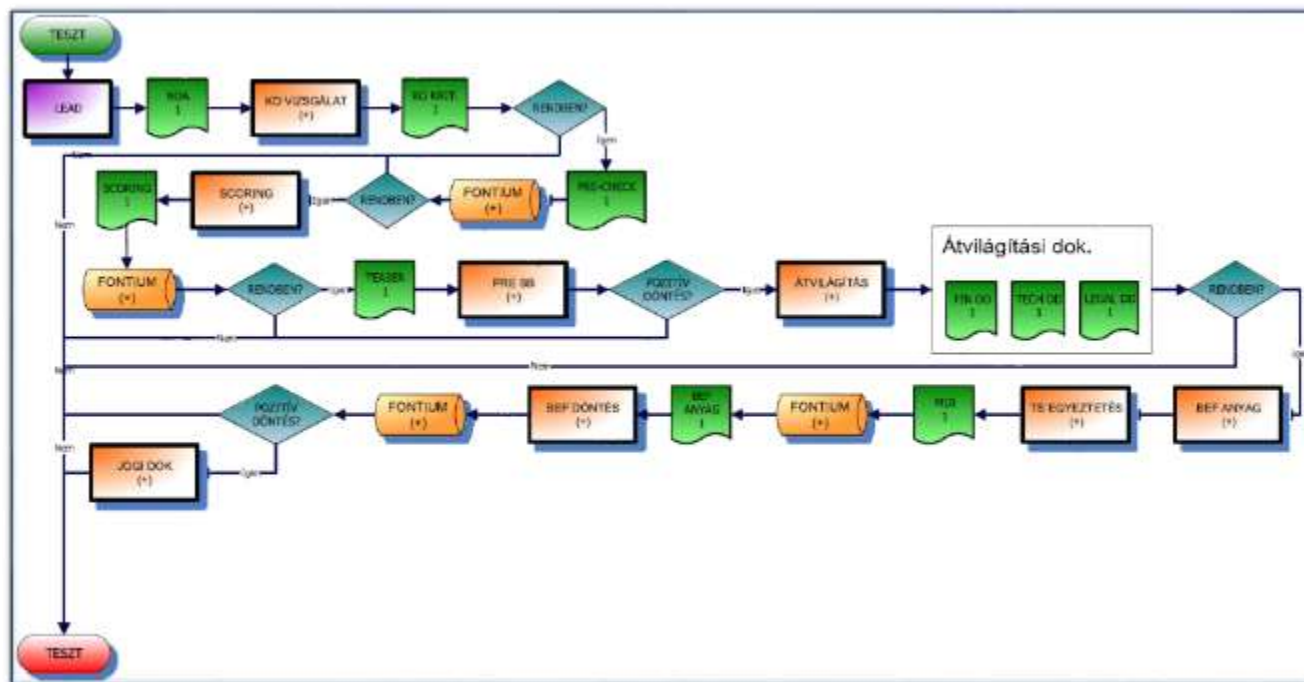 TESZT
LEAD
NDA
1
KO VIZSGÁLAT
(+)
KO KRIT.
1
RENDBEN?
Igen
Nem
SCORING
1
SCORING
(+)
Igen
RENDBEN?
FONTIUM
(+)
PRE-CHECK
1
Nem
FONTIUM
(+)
RENDBEN?
Igen
TEASER
1
PRE BB
(+)
POZITÍV
DÖNTÉS?
Igen
ÁTVILÁGÍTÁS
(+)
Átvilágítási dok.
FIN DD
1
TECH DD
1
LEGAL DD
1
RENDBEN?
Nem
Igen
Nem
Nem
POZITÍV
DÖNTÉS?
FONTIUM
(+)
BEF DÖNTÉS
(+)
BEF
ANYAG
1
FONTIUM
(+)
1
TS EGYEZTETÉS
(+)
BEF ANYAG
(+)
Nem
JOGI DOK
(+)
Igen
TESZT